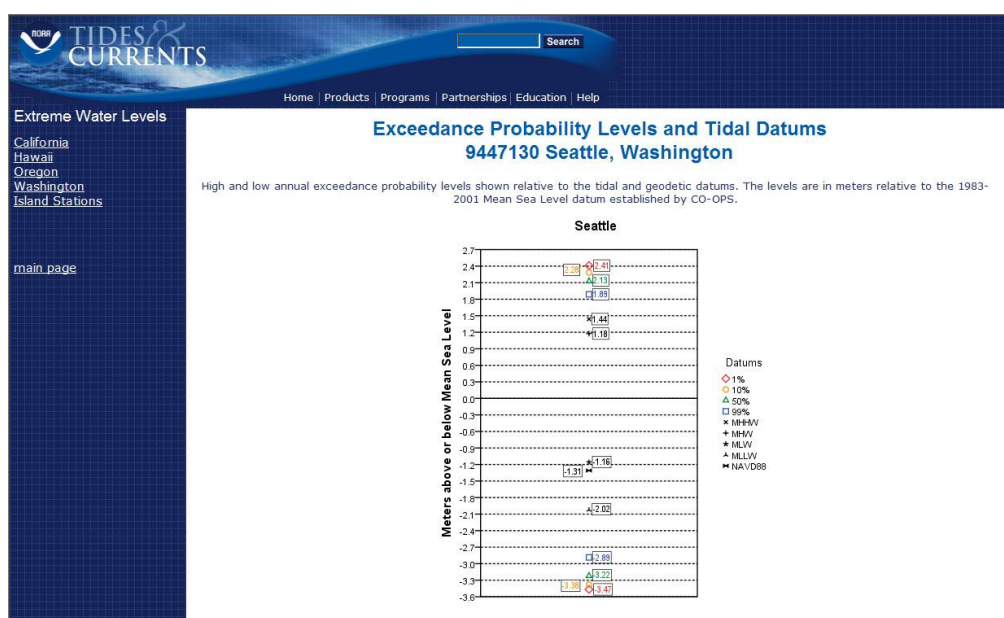 NOAA
TIDES &
CURRENTS
Search
Home | Products | Programs | Partnerships | Education | Help
Extreme Water Levels
California
Hawaii
Oregon
Washington
Island Stations
main page
Exceedance Probability Levels and Tidal Datums
9447130 Seattle, Washington
High and low annual exceedance probability levels shown relative to the tidal and geodetic datums. The levels are in meters relative to the 1983-
2001 Mean Sea Level datum established by CO-OPS.
Seattle
Meters above or below Mean Sea Level
2.7
2.4
2.1
1.8
1.5
1.2
0.9
0.6
0.3
0.0
-0.3
-0.6
-0.9
-1.2
-1.5
-1.8
-2.1
-2.4
-2.7
-3.0
-3.3
-3.6
2.41
2.28
2.13
1.89
1.44
1.18
-1.16
-1.31
-2.02
-2.89
-3.22
-3.38
-3.47
Datums
1%
10%
50%
99%
MHHW
MHW
MLW
MLLW
NAVD88